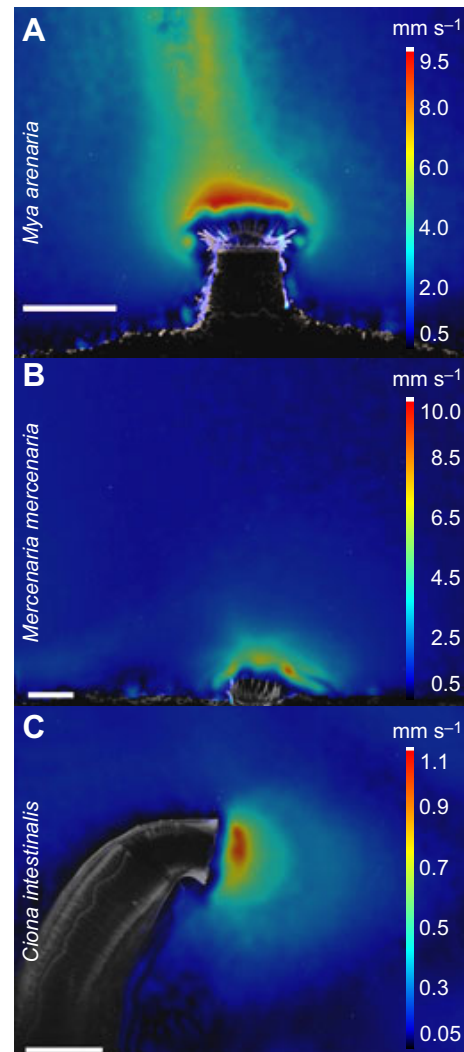 A
mm s⁻¹
9.5
8.0
6.0
4.0
2.0
0.5
Mya arenaria
B
mm s⁻¹
10.0
8.5
6.5
4.5
2.5
0.5
Mercenaria mercenaria
C
mm s⁻¹
1.1
0.9
0.7
0.5
0.3
0.05
Ciona intestinalis